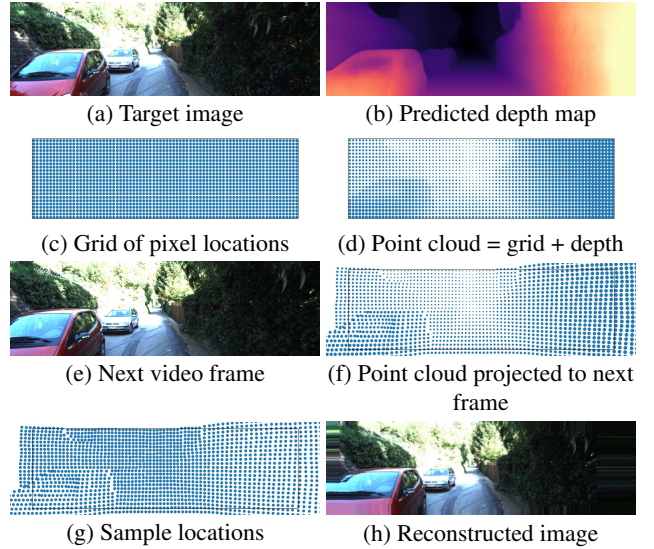 (a) Target image
(b) Predicted depth map
(c) Grid of pixel locations
(d) Point cloud = grid + depth
(e) Next video frame
(f) Point cloud projected to next
frame
(g) Sample locations
(h) Reconstructed image